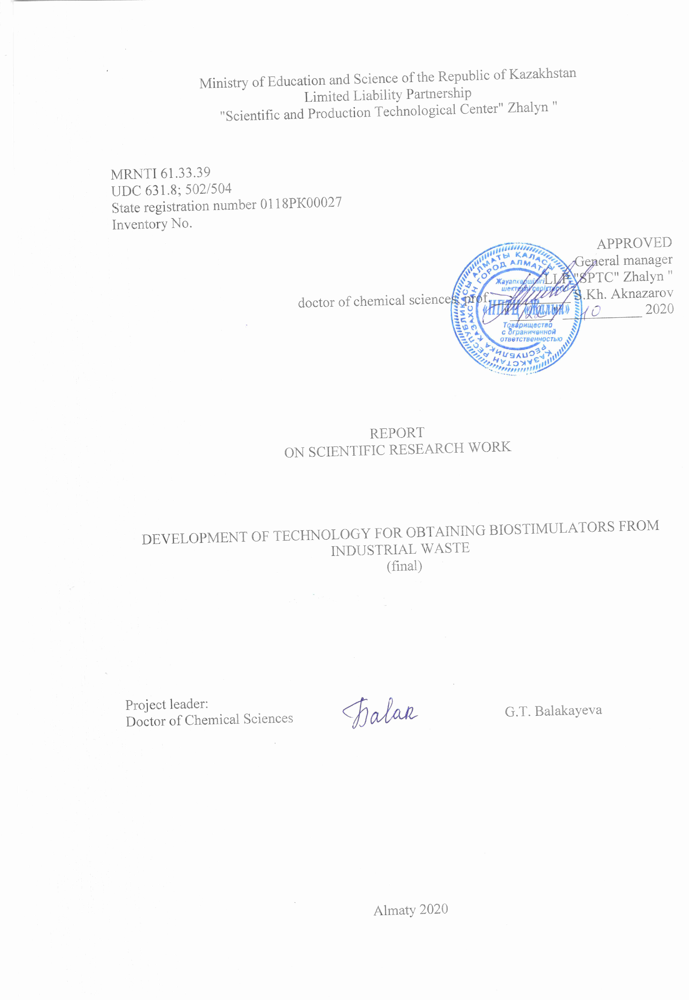 Ministry of Education and Science of the Republic of Kazakhstan
Limited Liability Partnership
"Scientific and Production Technological Center" Zhalyn "
MRNTI 61.33.39
UDC 631.8; 502/504
State registration number 0118РК00027
Inventory No.
APPROVED
General manager
LLP "SPTC" Zhalyn "
doctor of chemical sciences, prof. S.Kh. Aknazarov
22 10 2020
ҚАЗАҚСТАН РЕСПУБЛИКАСЫ АЛМАТЫ ҚАЛАСЫ
РЕСПУБЛИКА КАЗАХСТАН ГОРОД АЛМАТЫ
Жауапкершілігі
шектеулі серіктестігі
«НПТЦ «Жалын»
Товарищество
с ограниченной
ответственностью
REPORT
ON SCIENTIFIC RESEARCH WORK
DEVELOPMENT OF TECHNOLOGY FOR OBTAINING BIOSTIMULATORS FROM
INDUSTRIAL WASTE
(final)
Project leader:
Doctor of Chemical Sciences G.T. Balakayeva
Almaty 2020